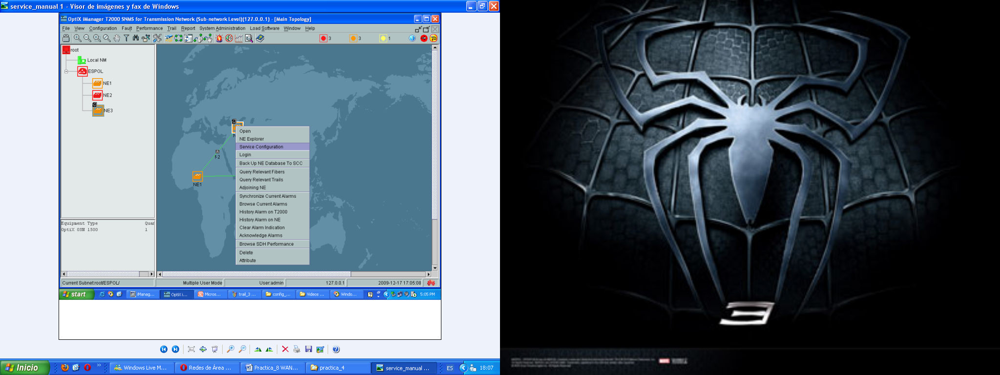 service_manual 1 - Visor de imágenes y fax de Windows
OptiX iManager T2000 SNMS for Transmission Network (Sub-network Level)(127.0.0.1) - [Main Topology]
File View Configuration Fault Performance Trail Report System Administration Load Software Window Help
3 3 1
root
Local NM
ESPOL
NE1
NE2
NE3
Equipment Type Quar
OptiX OSN 1500 1
f-2
NE1
Open
NE Explorer
Service Configuration
Login
Back Up NE Database To SCC
Query Relevant Fibers
Query Relevant Trails
Adjoining NE
Synchronize Current Alarms
Browse Current Alarms
History Alarm on T2000
History Alarm on NE
Clear Alarm Indication
Acknowledge Alarms
Browse SDH Performance
Delete
Attribute
Current Subnet:root/ESPOL/ Multiple User Mode User:admin 127.0.0.1 2009-12-17 17:05:08
start iManag... OptiX i... Micros... trail_3 ... config_... Videos ... Windo... 5:05 PM
Inicio Windows Live M... Redes de Área ... Practica_8 WAN... practica_4 service_manual ... ES 18:07
3